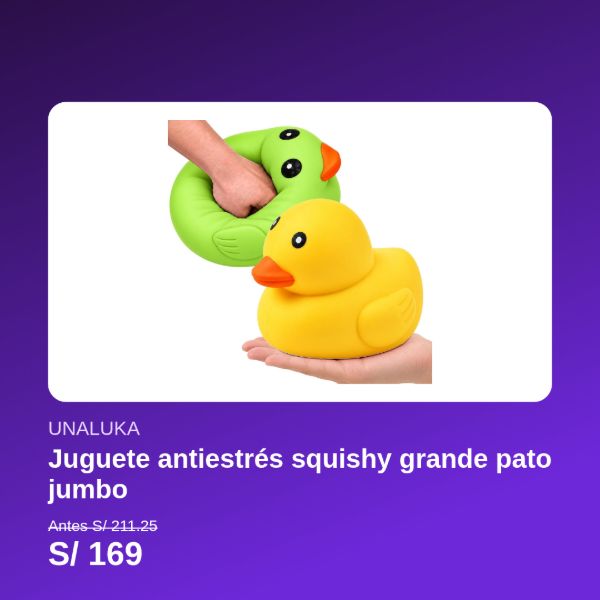 UNALUKA
Juguete antiestrés squishy grande pato
jumbo
Antes S/ 211.25
S/ 169